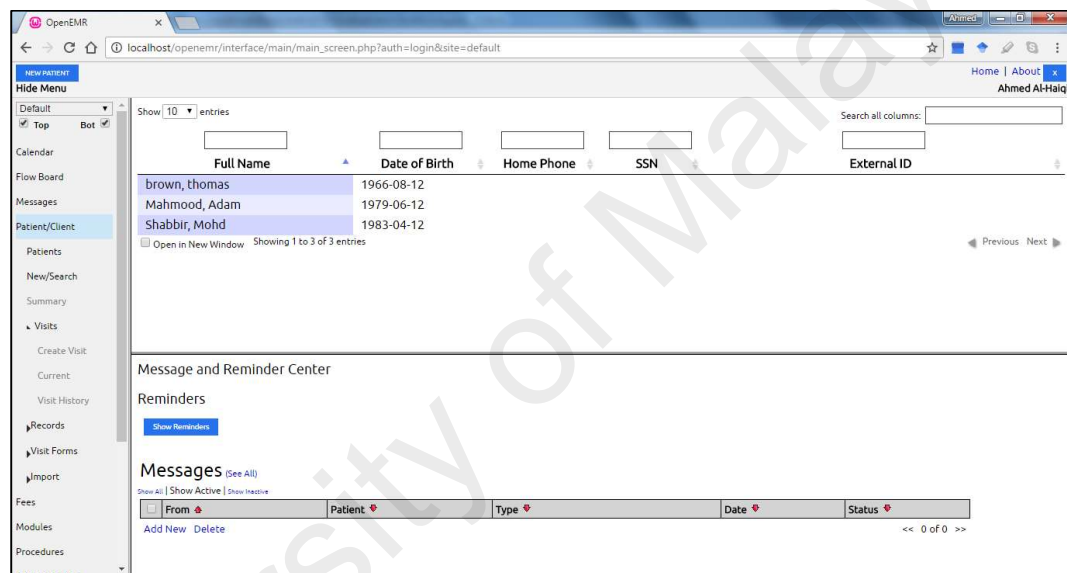 OpenEMR
Ahmed
localhost/openemr/interface/main/main_screen.php?auth=login&site=default
NEW PATIENT
Home | About x
Hide Menu
Ahmed Al-Haiq
Default
Top Bot
Calendar
Flow Board
Messages
Patient/Client
Patients
New/Search
Summary
Visits
Create Visit
Current
Visit History
Records
Visit Forms
Import
Fees
Modules
Procedures
Show 10 entries
Search all columns:
Full Name Date of Birth Home Phone SSN External ID
brown, thomas 1966-08-12
Mahmood, Adam 1979-06-12
Shabbir, Mohd 1983-04-12
Open in New Window Showing 1 to 3 of 3 entries
Previous Next
Message and Reminder Center
Reminders
Show Reminders
Messages (See All)
Show All | Show Active | Show Inactive
From Patient Type Date Status
Add New Delete << 0 of 0 >>
ersity of Malay